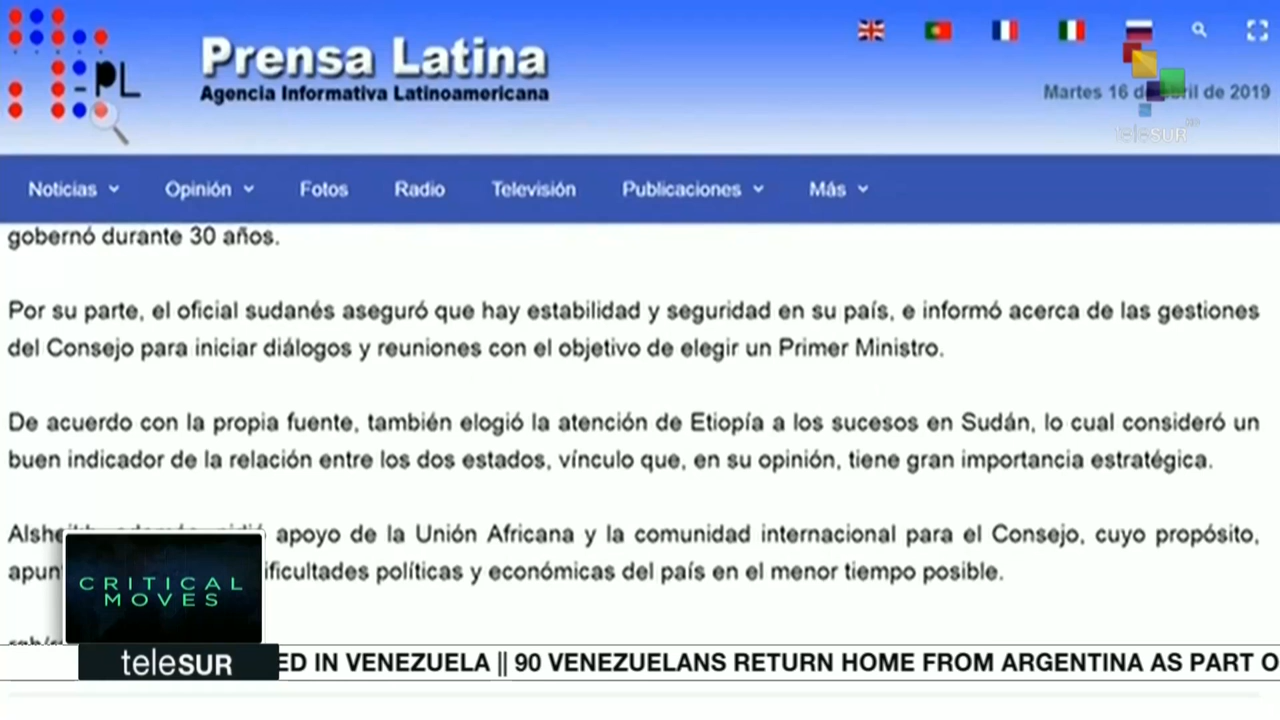 PL
Prensa Latina
Agencia Informativa Latinoamericana
Martes 16 de abril de 2019
teleSUR HD
Noticias Opinión Fotos Radio Televisión Publicaciones Más
gobernó durante 30 años.
Por su parte, el oficial sudanés aseguró que hay estabilidad y seguridad en su país, e informó acerca de las gestiones
del Consejo para iniciar diálogos y reuniones con el objetivo de elegir un Primer Ministro.
De acuerdo con la propia fuente, también elogió la atención de Etiopía a los sucesos en Sudán, lo cual consideró un
buen indicador de la relación entre los dos estados, vínculo que, en su opinión, tiene gran importancia estratégica.
apoyo de la Unión Africana y la comunidad internacional para el Consejo, cuyo propósito,
ificultades políticas y económicas del país en el menor tiempo posible.
CRITICAL
MOVES
teleSUR
ED IN VENEZUELA || 90 VENEZUELANS RETURN HOME FROM ARGENTINA AS PART O